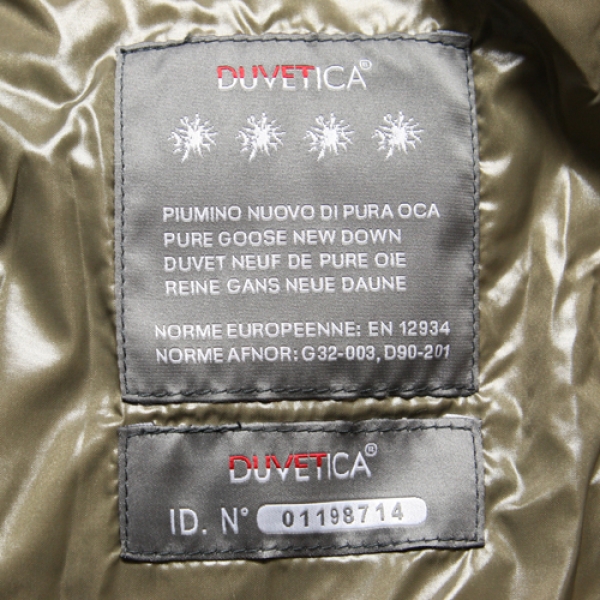 DUVETICA®
PIUMINO NUOVO DI PURA OCA
PURE GOOSE NEW DOWN
DUVET NEUF DE PURE OIE
REINE GANS NEUE DAUNE
NORME EUROPEENNE: EN 12934
NORME AFNOR: G32-003, D90-201
DUVETICA®
ID. N° 01198714